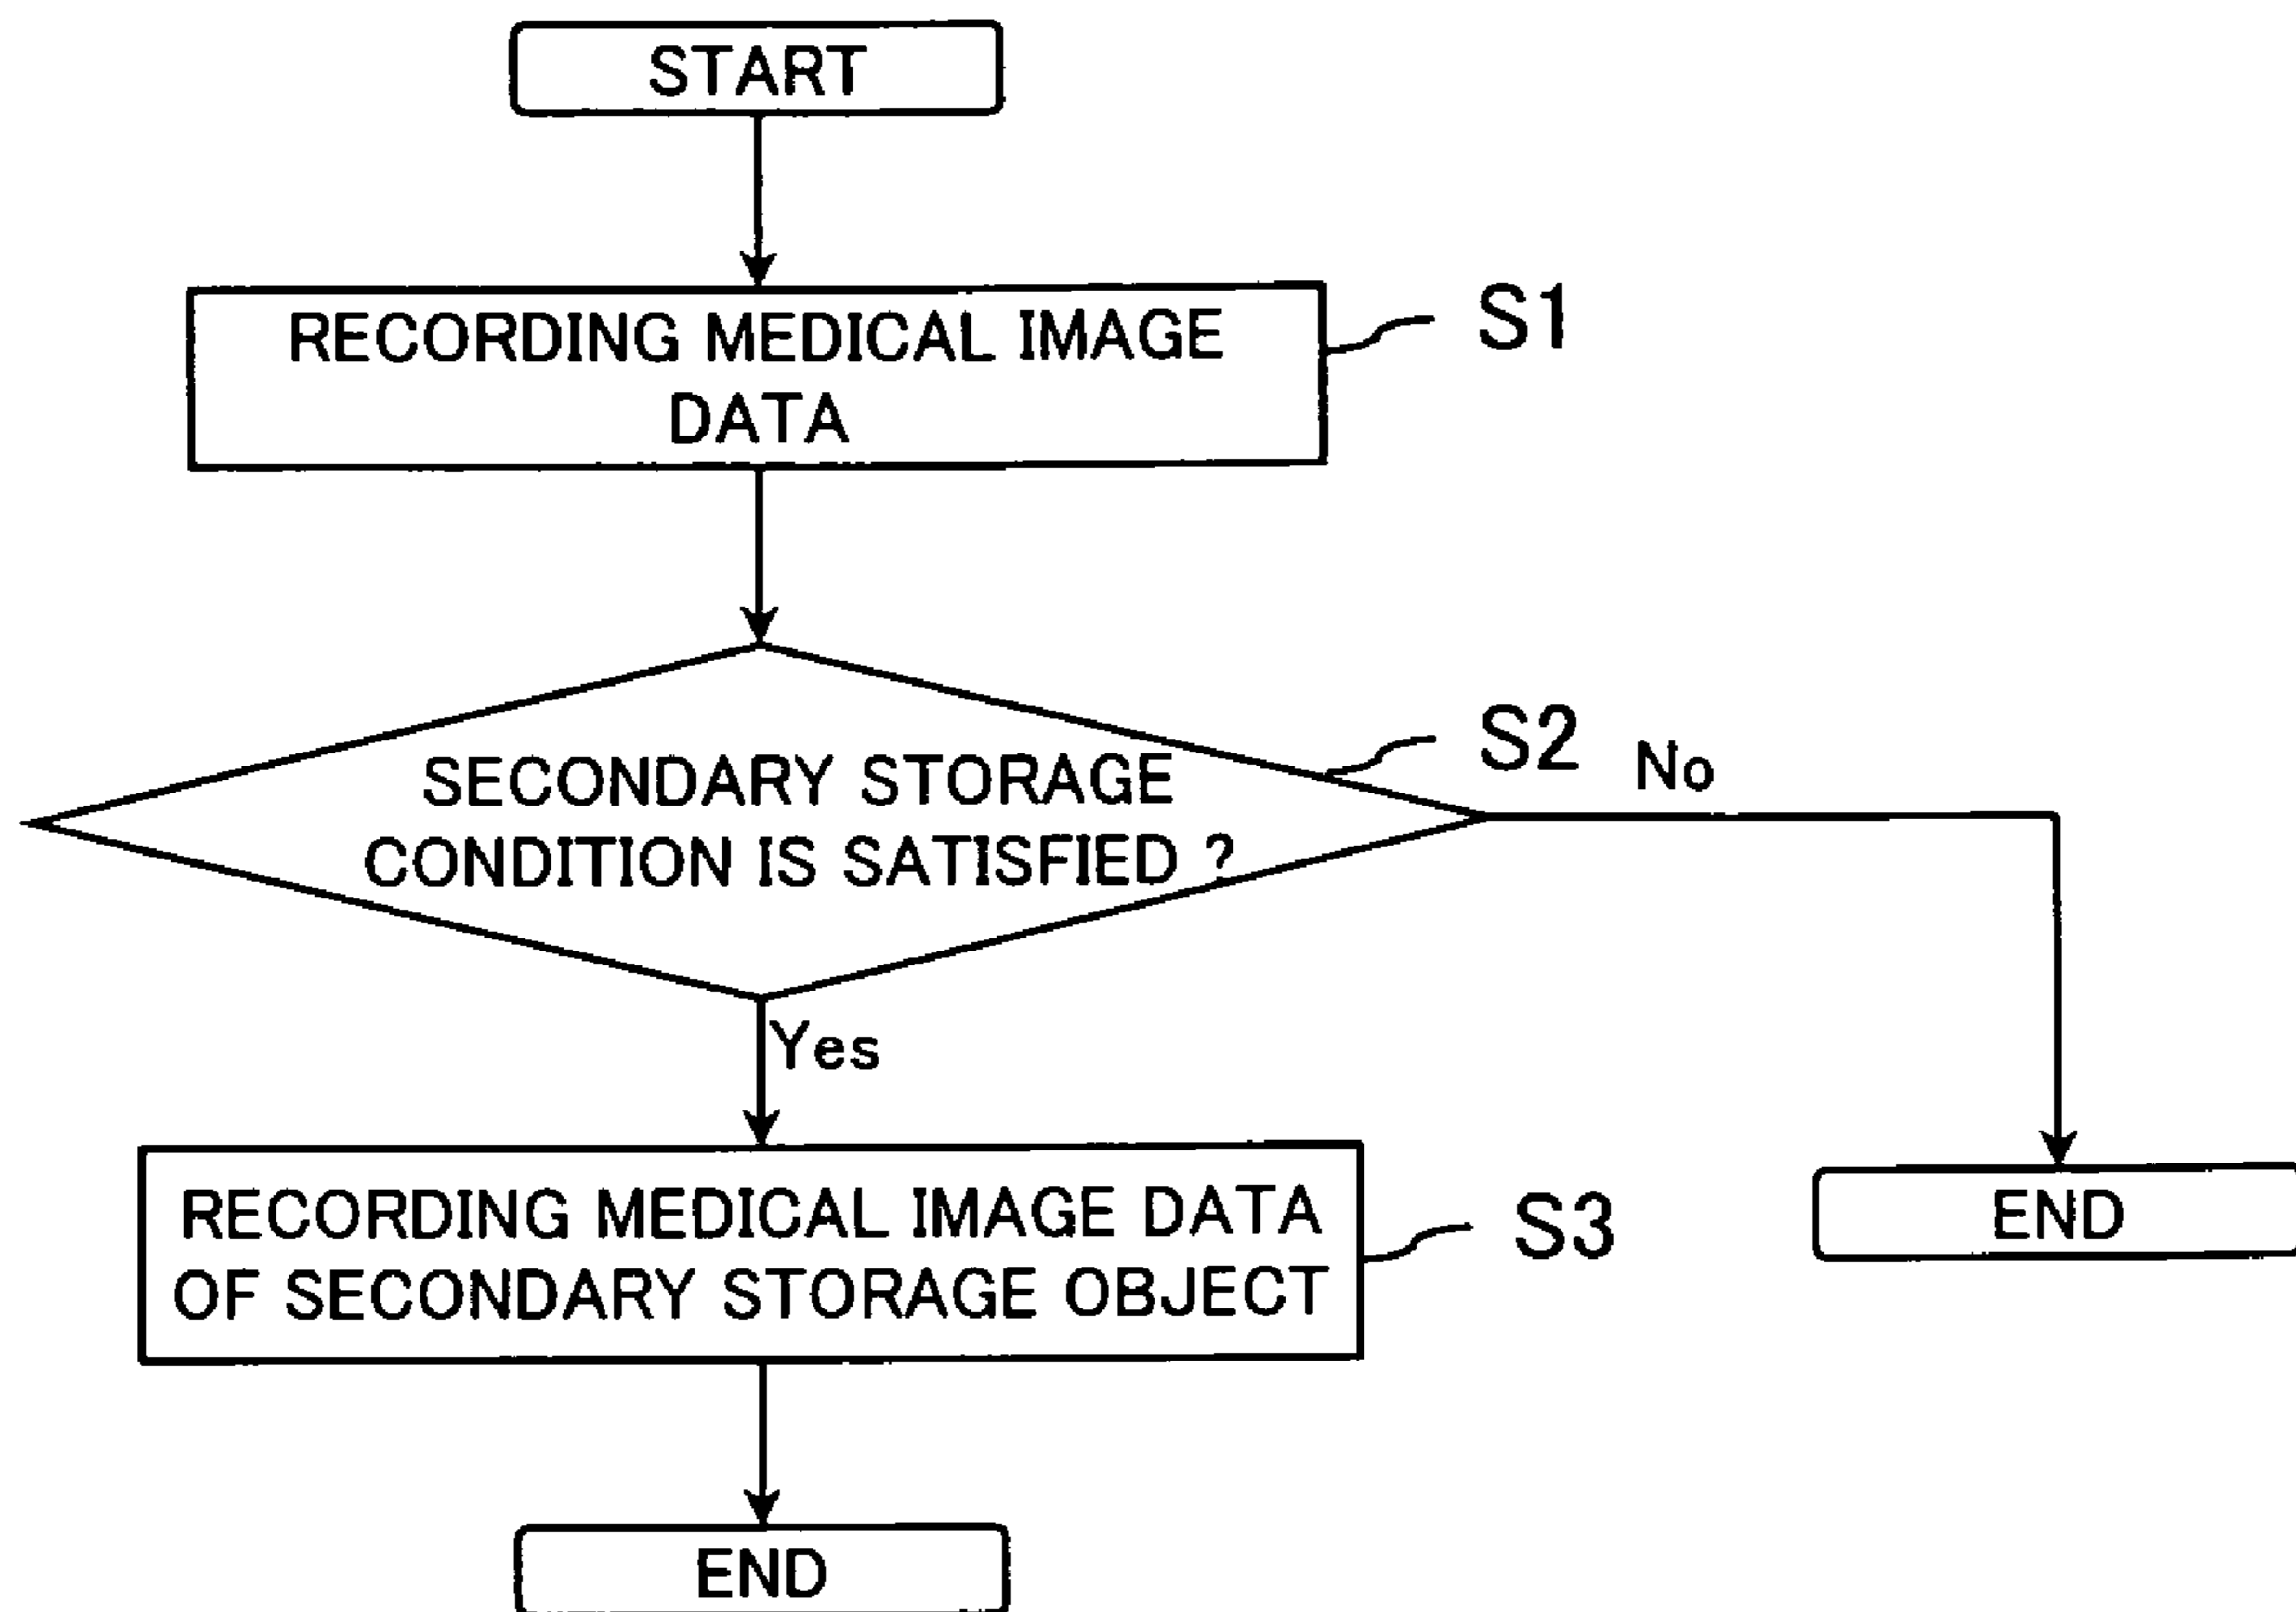 START
RECORDING MEDICAL IMAGE
DATA
S1
SECONDARY STORAGE
CONDITION IS SATISFIED ?
S2
No
Yes
RECORDING MEDICAL IMAGE DATA
OF SECONDARY STORAGE OBJECT
S3
END
END